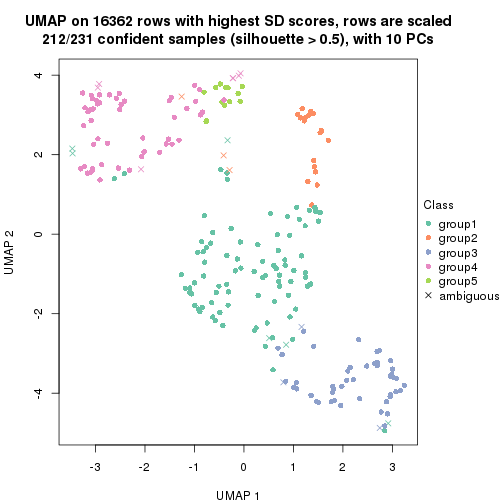 UMAP on 16362 rows with highest SD scores, rows are scaled
212/231 confident samples (silhouette > 0.5), with 10 PCs
4
2
0
-2
-4
UMAP 2
-3
-2
-1
0
1
2
3
UMAP 1
Class
group1
group2
group3
group4
group5
ambiguous